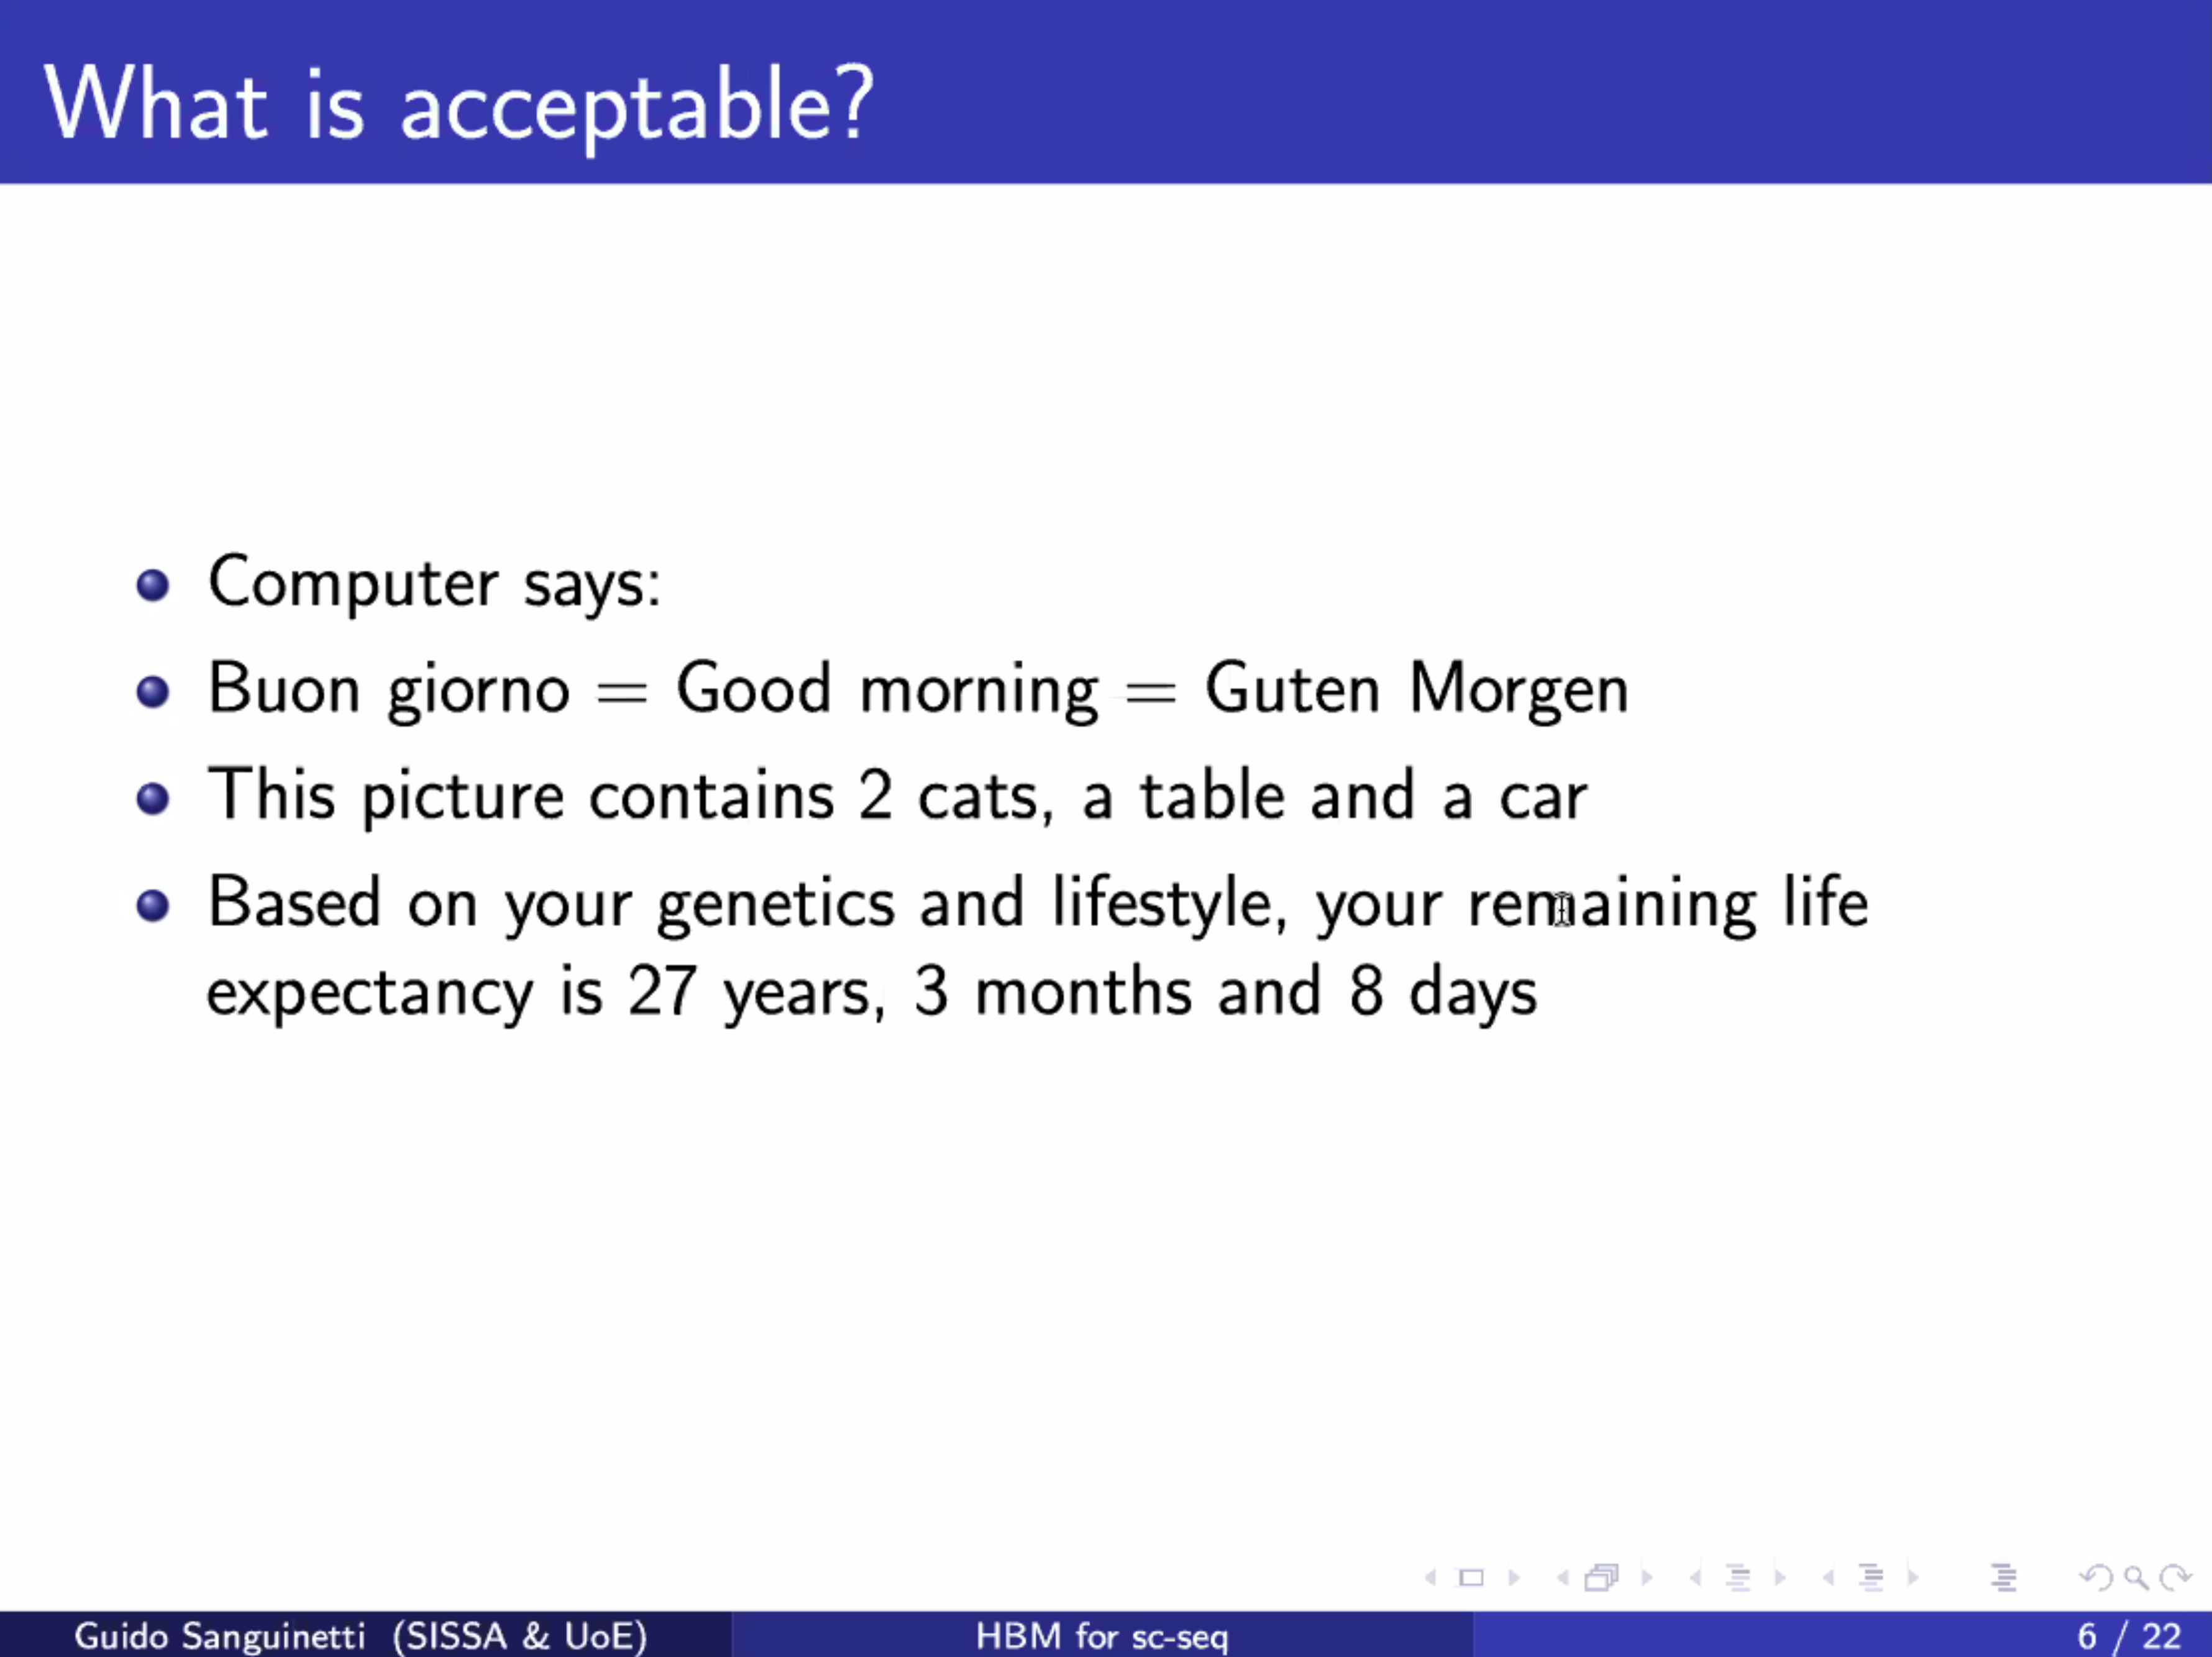 What is acceptable?
Computer says:
Buon giorno = Good morning = Guten Morgen
This picture contains 2 cats, a table and a car
Based on your genetics and lifestyle, your remaining life
expectancy is 27 years, 3 months and 8 days
Guido Sanguinetti (SISSA & UoE) HBM for sc-seq 6 / 22